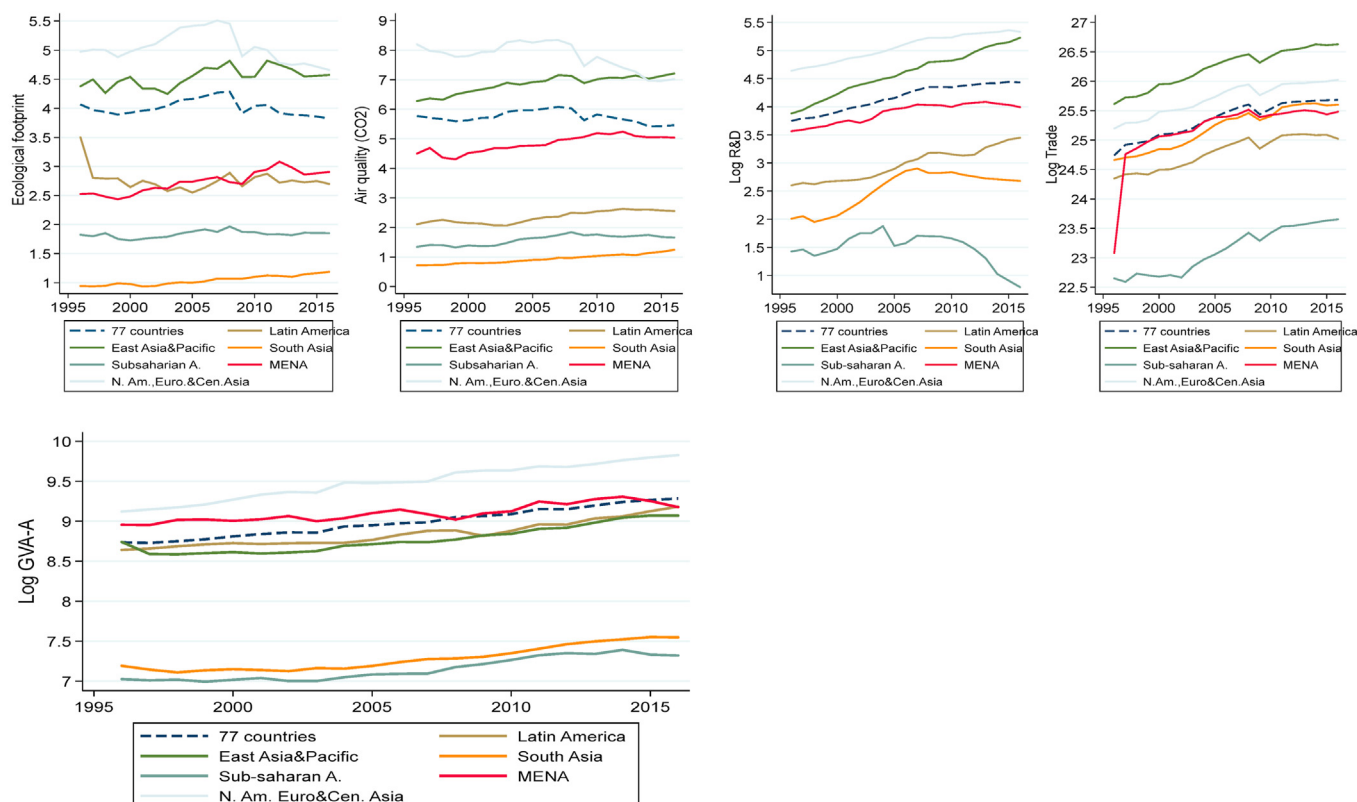 Ecological footprint
5.5
5
4.5
4
3.5
3
2.5
2
1.5
1
1995 2000 2005 2010 2015
77 countries Latin America
East Asia&Pacific South Asia
Subsaharian A. MENA
N. Am.,Euro.&Cen.Asia
Air quality (CO2)
9
8
7
6
5
4
3
2
1
0
1995 2000 2005 2010 2015
77 countries Latin America
East Asia&Pacific South Asia
Subsaharian A. MENA
N. Am.,Euro.&Cen.Asia
Log R&D
5.5
5
4.5
4
3.5
3
2.5
2
1.5
1
1995 2000 2005 2010 2015
77 countries Latin America
East Asia&Pacific South Asia
Sub-saharan A. MENA
N.Am.,Euro&Cen.Asia
Log Trade
27
26.5
26
25.5
25
24.5
24
23.5
23
22.5
1995 2000 2005 2010 2015
77 countries Latin America
East Asia&Pacific South Asia
Sub-saharan A. MENA
N.Am.,Euro&Cen.Asia
Log GVA-A
10
9.5
9
8.5
8
7.5
7
1995 2000 2005 2010 2015
77 countries Latin America
East Asia&Pacific South Asia
Sub-saharan A. MENA
N. Am. Euro&Cen. Asia